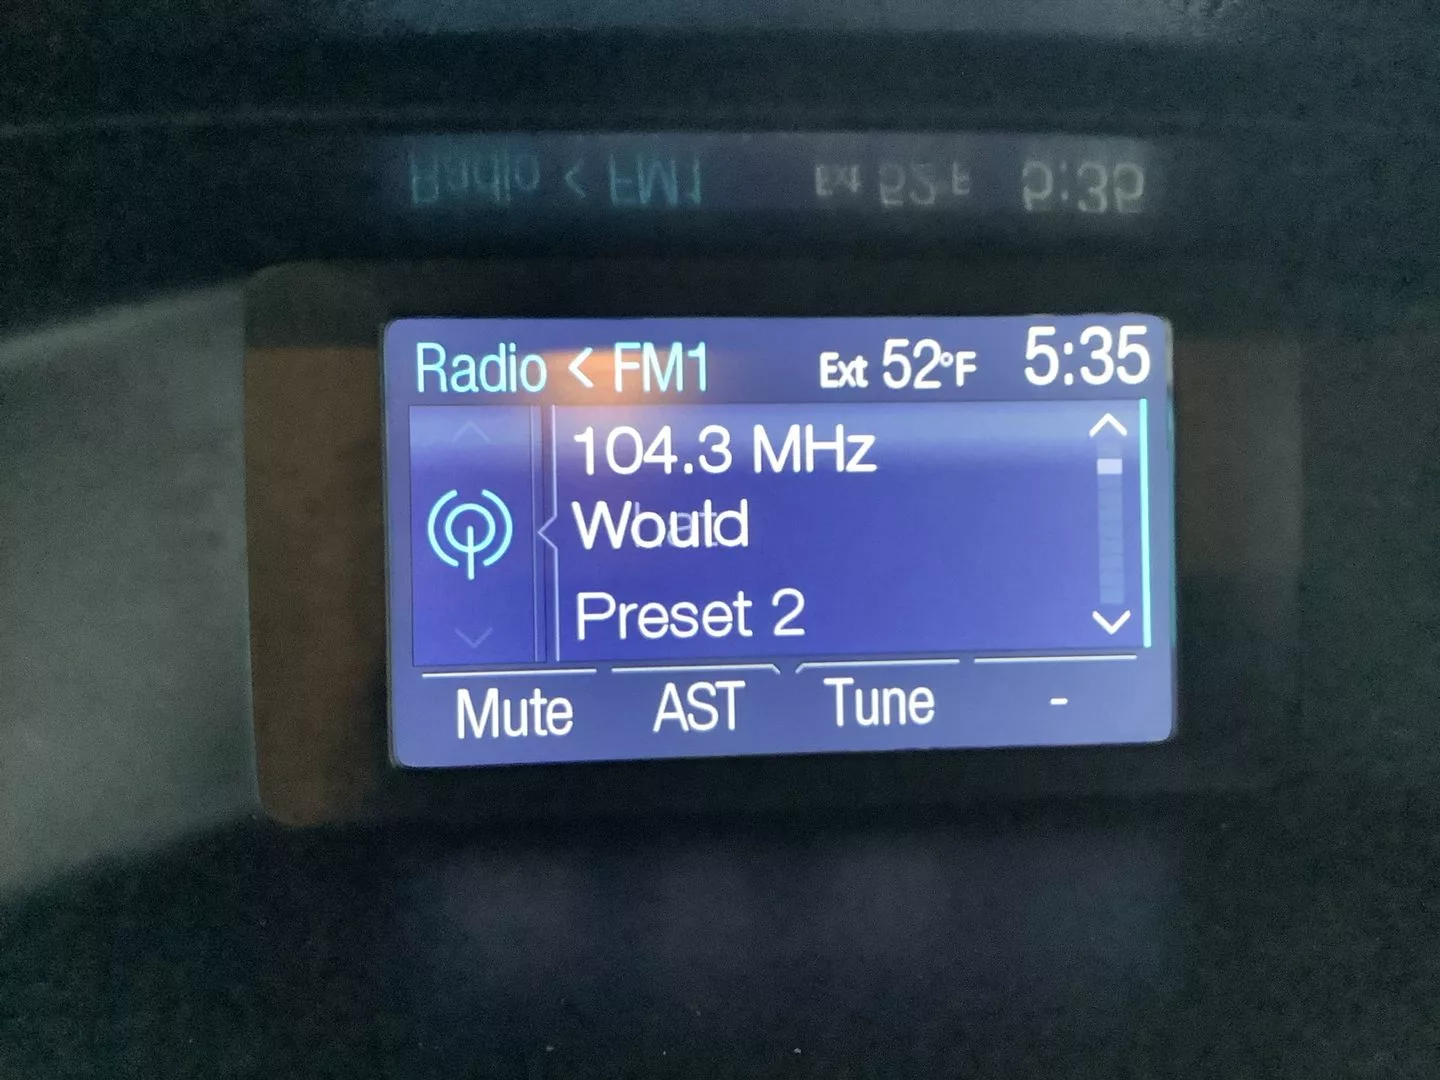 Radio < FM1 Ext 52°F 5:35
104.3 MHz
Would
Preset 2
Mute AST Tune -